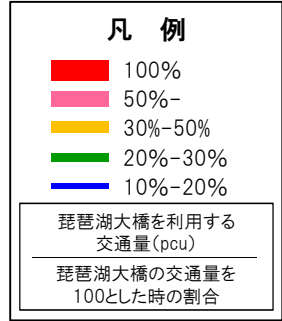 凡　例
100%
50%-
30%-50%
20%-30%
10%-20%
琵琶湖大橋を利用する
交通量(pcu)
琵琶湖大橋の交通量を
100とした時の割合